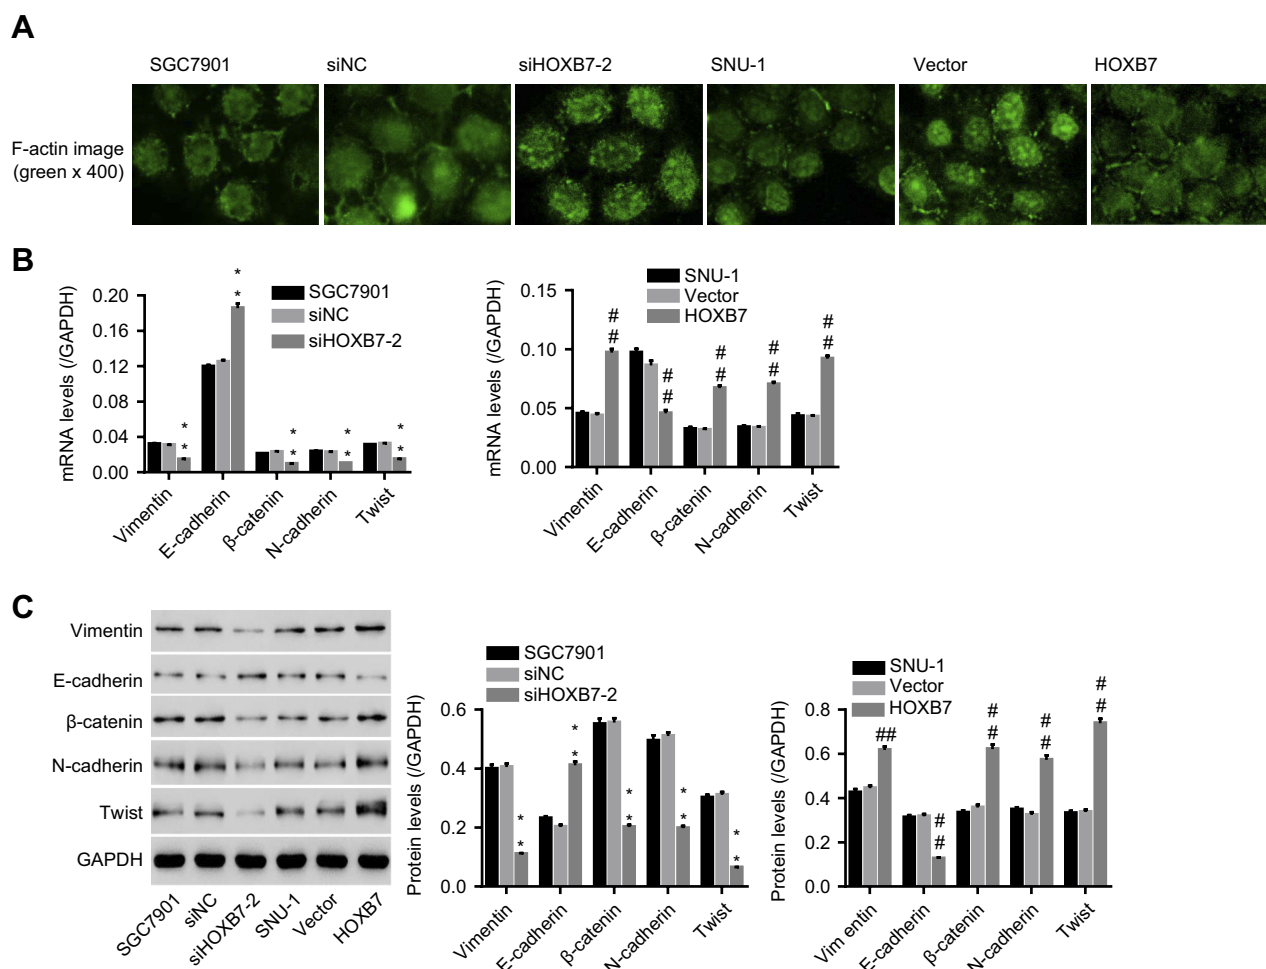 A
SGC7901 siNC siHOXB7-2 SNU-1 Vector HOXB7
F-actin image
(green x 400)
B
mRNA levels (/GAPDH)
0.20
0.16
0.12
0.08
0.04
0.00
SGC7901
siNC
siHOXB7-2
* *
* *
* *
* *
* *
Vimentin
E-cadherin
β-catenin
N-cadherin
Twist
mRNA levels (/GAPDH)
0.15
0.10
0.05
0.00
SNU-1
Vector
HOXB7
# #
# #
# #
# #
# #
Vimentin
E-cadherin
β-catenin
N-cadherin
Twist
C
Vimentin
E-cadherin
β-catenin
N-cadherin
Twist
GAPDH
SGC7901
siNC
siHOXB7-2
SNU-1
Vector
HOXB7
Protein levels (/GAPDH)
0.6
0.4
0.2
0.0
SGC7901
siNC
siHOXB7-2
* *
* *
* *
* *
* *
Vimentin
E-cadherin
β-catenin
N-cadherin
Twist
Protein levels (/GAPDH)
0.8
0.6
0.4
0.2
0.0
SNU-1
Vector
HOXB7
##
# #
# #
# #
# #
Vim entin
E-cadherin
β-catenin
N-cadherin
Twist